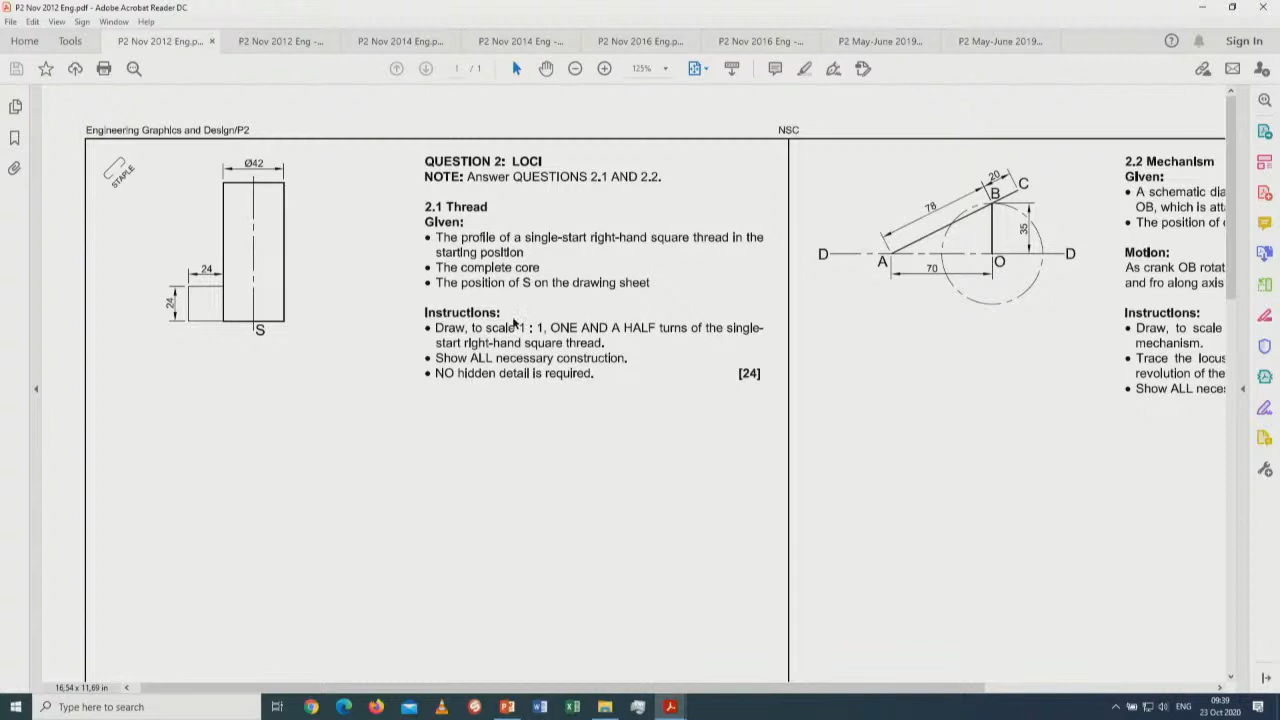 P2 Nov 2012 Eng.pdf - Adobe Acrobat Reader DC
File Edit View Sign Window Help
Home Tools P2 Nov 2012 Eng.p... × P2 Nov 2012 Eng -... P2 Nov 2014 Eng.p... P2 Nov 2014 Eng -... P2 Nov 2016 Eng.p... P2 Nov 2016 Eng -... P2 May-June 2019... P2 May-June 2019... Sign In
1 / 1 125%
Engineering Graphics and Design/P2 NSC
STAPLE
Ø42
24
24
S
QUESTION 2: LOCI
NOTE: Answer QUESTIONS 2.1 AND 2.2.
2.1 Thread
Given:
• The profile of a single-start right-hand square thread in the
starting position
• The complete core
• The position of S on the drawing sheet
Instructions:
• Draw, to scale 1 : 1, ONE AND A HALF turns of the single-
start right-hand square thread.
• Show ALL necessary construction.
• NO hidden detail is required. [24]
20
C
B
78
35
D A O D
70
2.2 Mechanism
Given:
• A schematic dia
OB, which is att
• The position of
Motion:
As crank OB rotat
and fro along axis
Instructions:
• Draw, to scale
mechanism.
• Trace the locus
revolution of the
• Show ALL neces
16,54 x 11,69 in
Type here to search
ENG
09:39
23 Oct 2020